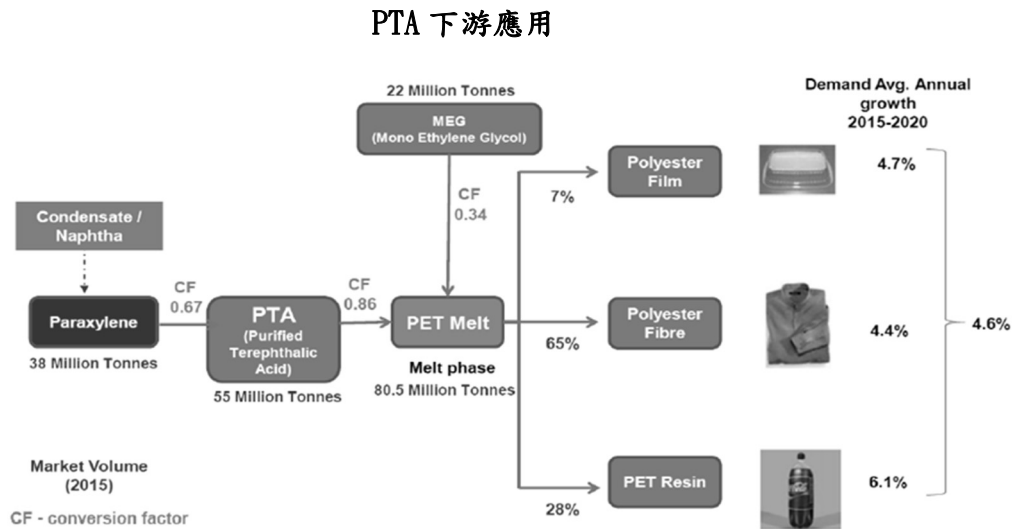 PTA 下游應用
22 Million Tonnes
MEG
(Mono Ethylene Glycol)
Demand Avg. Annual
growth
2015-2020
Polyester
Film
4.7%
7%
CF
0.34
Condensate /
Naphtha
CF
0.67
CF
0.86
Paraxylene
38 Million Tonnes
PTA
(Purified
Terephthalic
Acid)
55 Million Tonnes
PET Melt
Melt phase
80.5 Million Tonnes
65%
Polyester
Fibre
4.4%
4.6%
Market Volume
(2015)
CF - conversion factor
28%
PET Resin
6.1%